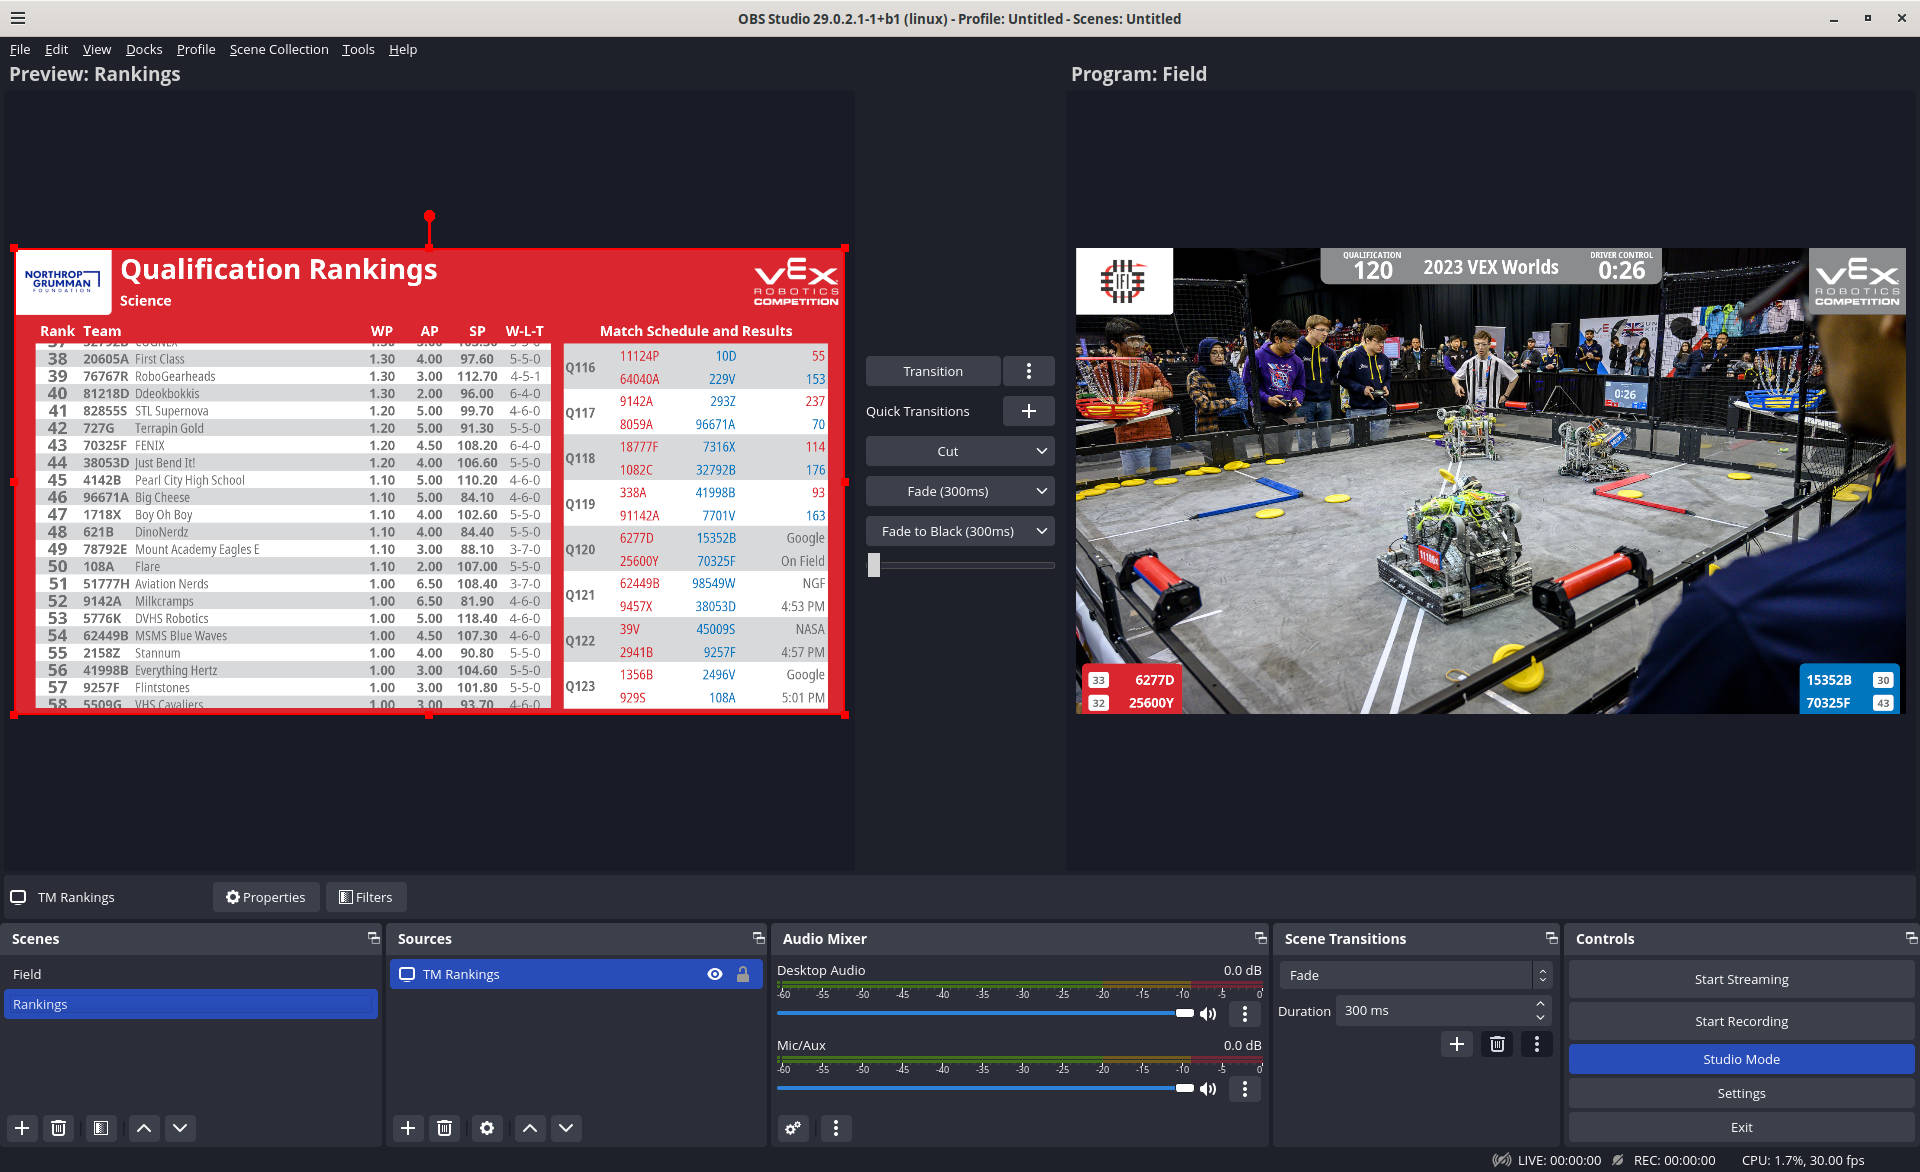 OBS Studio 29.0.2.1-1+b1 (linux) - Profile: Untitled - Scenes: Untitled
File Edit View Docks Profile Scene Collection Tools Help
Preview: Rankings
Program: Field
NORTHROP
GRUMMAN
FOUNDATION
Qualification Rankings
Science
VEX
ROBOTICS
COMPETITION
Rank Team WP AP SP W-L-T
37 32792B COGNEX 1.30 5.00 5-5-0
38 20605A First Class 1.30 4.00 97.60 5-5-0
39 76767R RoboGearheads 1.30 3.00 112.70 4-5-1
40 81218D Ddeokbokkis 1.30 2.00 96.00 6-4-0
41 82855S STL Supernova 1.20 5.00 99.70 4-6-0
42 727G Terrapin Gold 1.20 5.00 91.30 5-5-0
43 70325F FENIX 1.20 4.50 108.20 6-4-0
44 38053D Just Bend It! 1.20 4.00 106.60 5-5-0
45 4142B Pearl City High School 1.10 5.00 110.20 4-6-0
46 96671A Big Cheese 1.10 5.00 84.10 4-6-0
47 1718X Boy Oh Boy 1.10 4.00 102.60 5-5-0
48 621B DinoNerdz 1.10 4.00 84.40 5-5-0
49 78792E Mount Academy Eagles E 1.10 3.00 88.10 3-7-0
50 108A Flare 1.10 2.00 107.00 5-5-0
51 51777H Aviation Nerds 1.00 6.50 108.40 3-7-0
52 9142A Milkcramps 1.00 6.50 81.90 4-6-0
53 5776K DVHS Robotics 1.00 5.00 118.40 4-6-0
54 62449B MSMS Blue Waves 1.00 4.50 107.30 4-6-0
55 2158Z Stannum 1.00 4.00 90.80 5-5-0
56 41998B Everything Hertz 1.00 3.00 104.60 5-5-0
57 9257F Flintstones 1.00 3.00 101.80 5-5-0
58 5509G VHS Cavaliers 1.00 3.00 93.70 4-6-0
Match Schedule and Results
Q116
11124P 10D 55
64040A 229V 153
Q117
9142A 293Z 237
8059A 96671A 70
Q118
18777F 7316X 114
1082C 32792B 176
Q119
338A 41998B 93
91142A 7701V 163
Q120
6277D 15352B Google
25600Y 70325F On Field
Q121
62449B 98549W NGF
9457X 38053D 4:53 PM
Q122
39V 45009S NASA
2941B 9257F 4:57 PM
Q123
1356B 2496V Google
929S 108A 5:01 PM
Transition
Quick Transitions
Cut
Fade (300ms)
Fade to Black (300ms)
IFI
QUALIFICATION
120
2023 VEX Worlds
DRIVER CONTROL
0:26
VEX
ROBOTICS
COMPETITION
0:26
33 6277D
32 25600Y
15352B 30
70325F 43
TM Rankings
Properties
Filters
Scenes
Field
Rankings
Sources
TM Rankings
Audio Mixer
Desktop Audio 0.0 dB
-60 -55 -50 -45 -40 -35 -30 -25 -20 -15 -10 -5 0
Mic/Aux 0.0 dB
-60 -55 -50 -45 -40 -35 -30 -25 -20 -15 -10 -5 0
Scene Transitions
Fade
Duration 300 ms
Controls
Start Streaming
Start Recording
Studio Mode
Settings
Exit
LIVE: 00:00:00 REC: 00:00:00 CPU: 1.7%, 30.00 fps